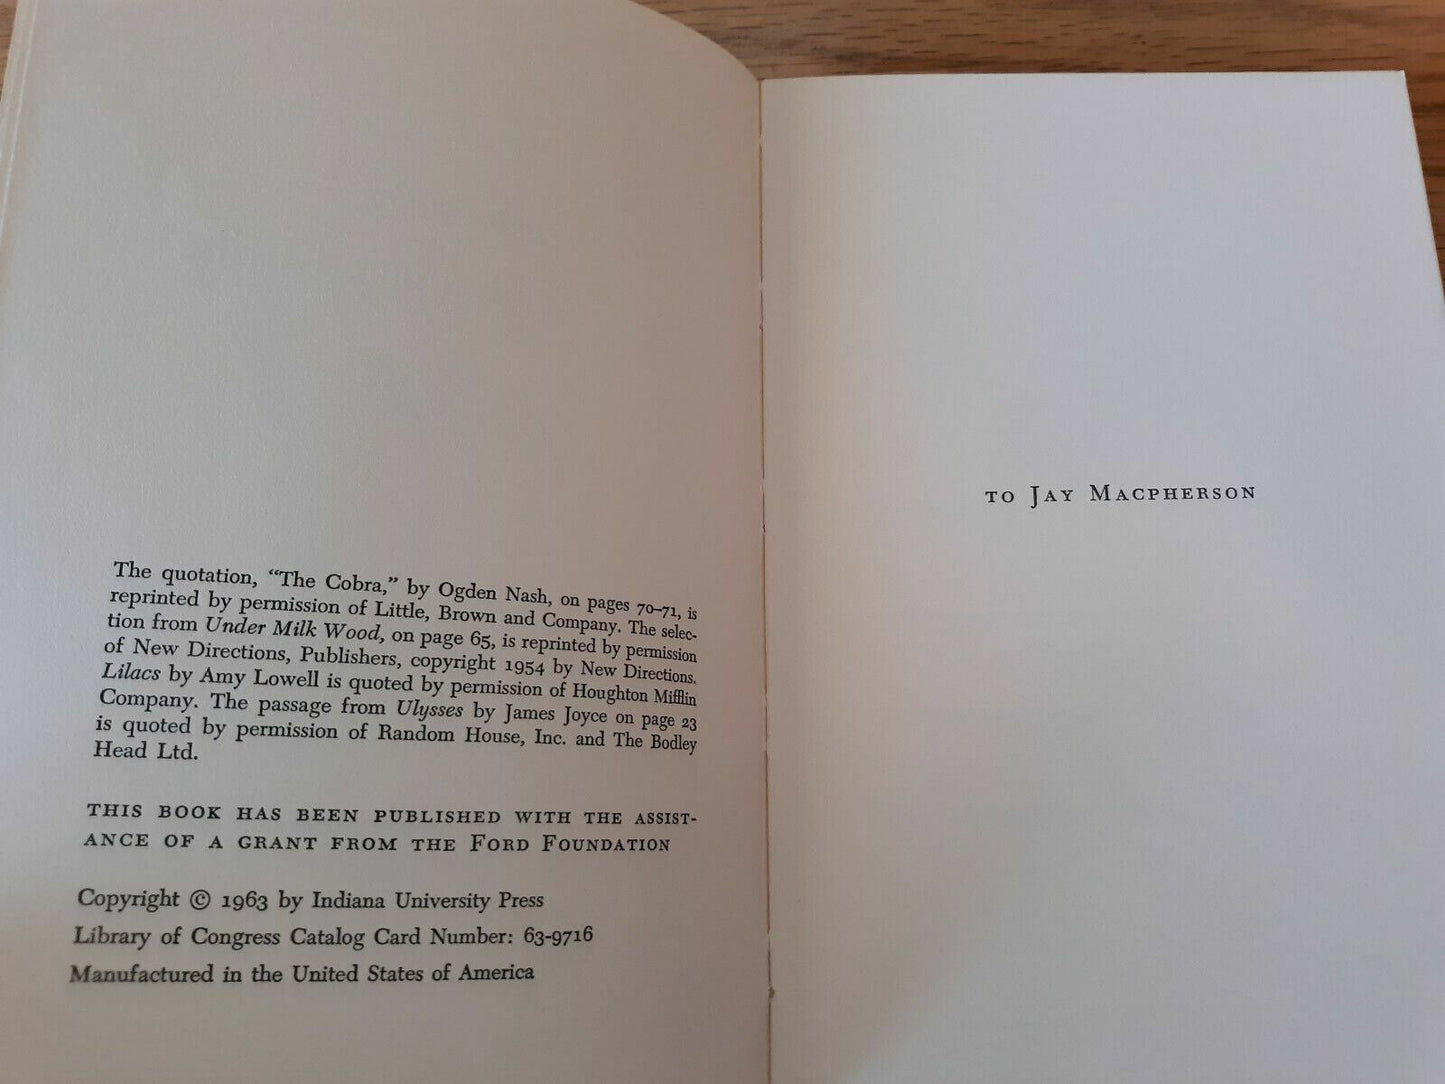 The quotation, “The Cobra,” by Ogden Nash, on pages 70–71, is
reprinted by permission of Little, Brown and Company. The selec-
tion from Under Milk Wood, on page 65, is reprinted by permission
of New Directions, Publishers, copyright 1954 by New Directions.
Lilacs by Amy Lowell is quoted by permission of Houghton Mifflin
Company. The passage from Ulysses by James Joyce on page 23
is quoted by permission of Random House, Inc. and The Bodley
Head Ltd.
THIS BOOK HAS BEEN PUBLISHED WITH THE ASSIST-
ANCE OF A GRANT FROM THE FORD FOUNDATION
Copyright © 1963 by Indiana University Press
Library of Congress Catalog Card Number: 63-9716
Manufactured in the United States of America
TO JAY MACPHERSON